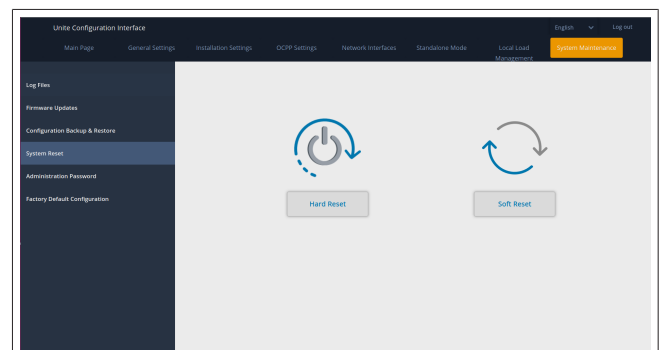 Unite Configuration Interface
English
Log out
Main Page
General Settings
Installation Settings
OCPP Settings
Network Interfaces
Standalone Mode
Local Load
Management
System Maintenance
Log Files
Firmware Updates
Configuration Backup & Restore
System Reset
Administration Password
Factory Default Configuration
Hard Reset
Soft Reset